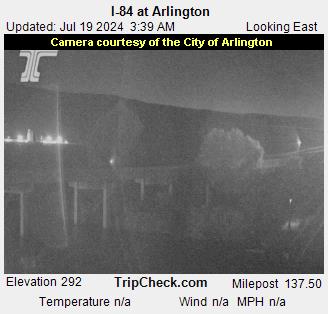 I-84 at Arlington
Updated: Jul 19 2024 3:39 AM Looking East
Camera courtesy of the City of Arlington
Elevation 292 TripCheck.com Milepost 137.50
Temperature n/a Wind n/a MPH n/a